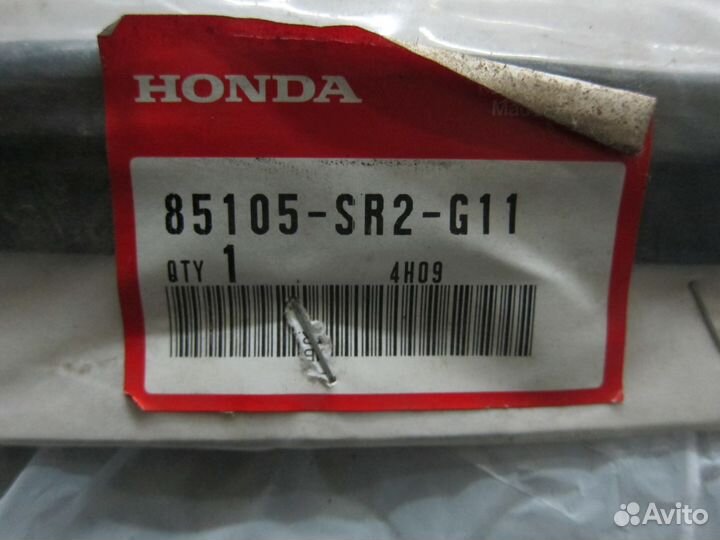 HONDA
85105-SR2-G11
QTY 1 4H09
Avito